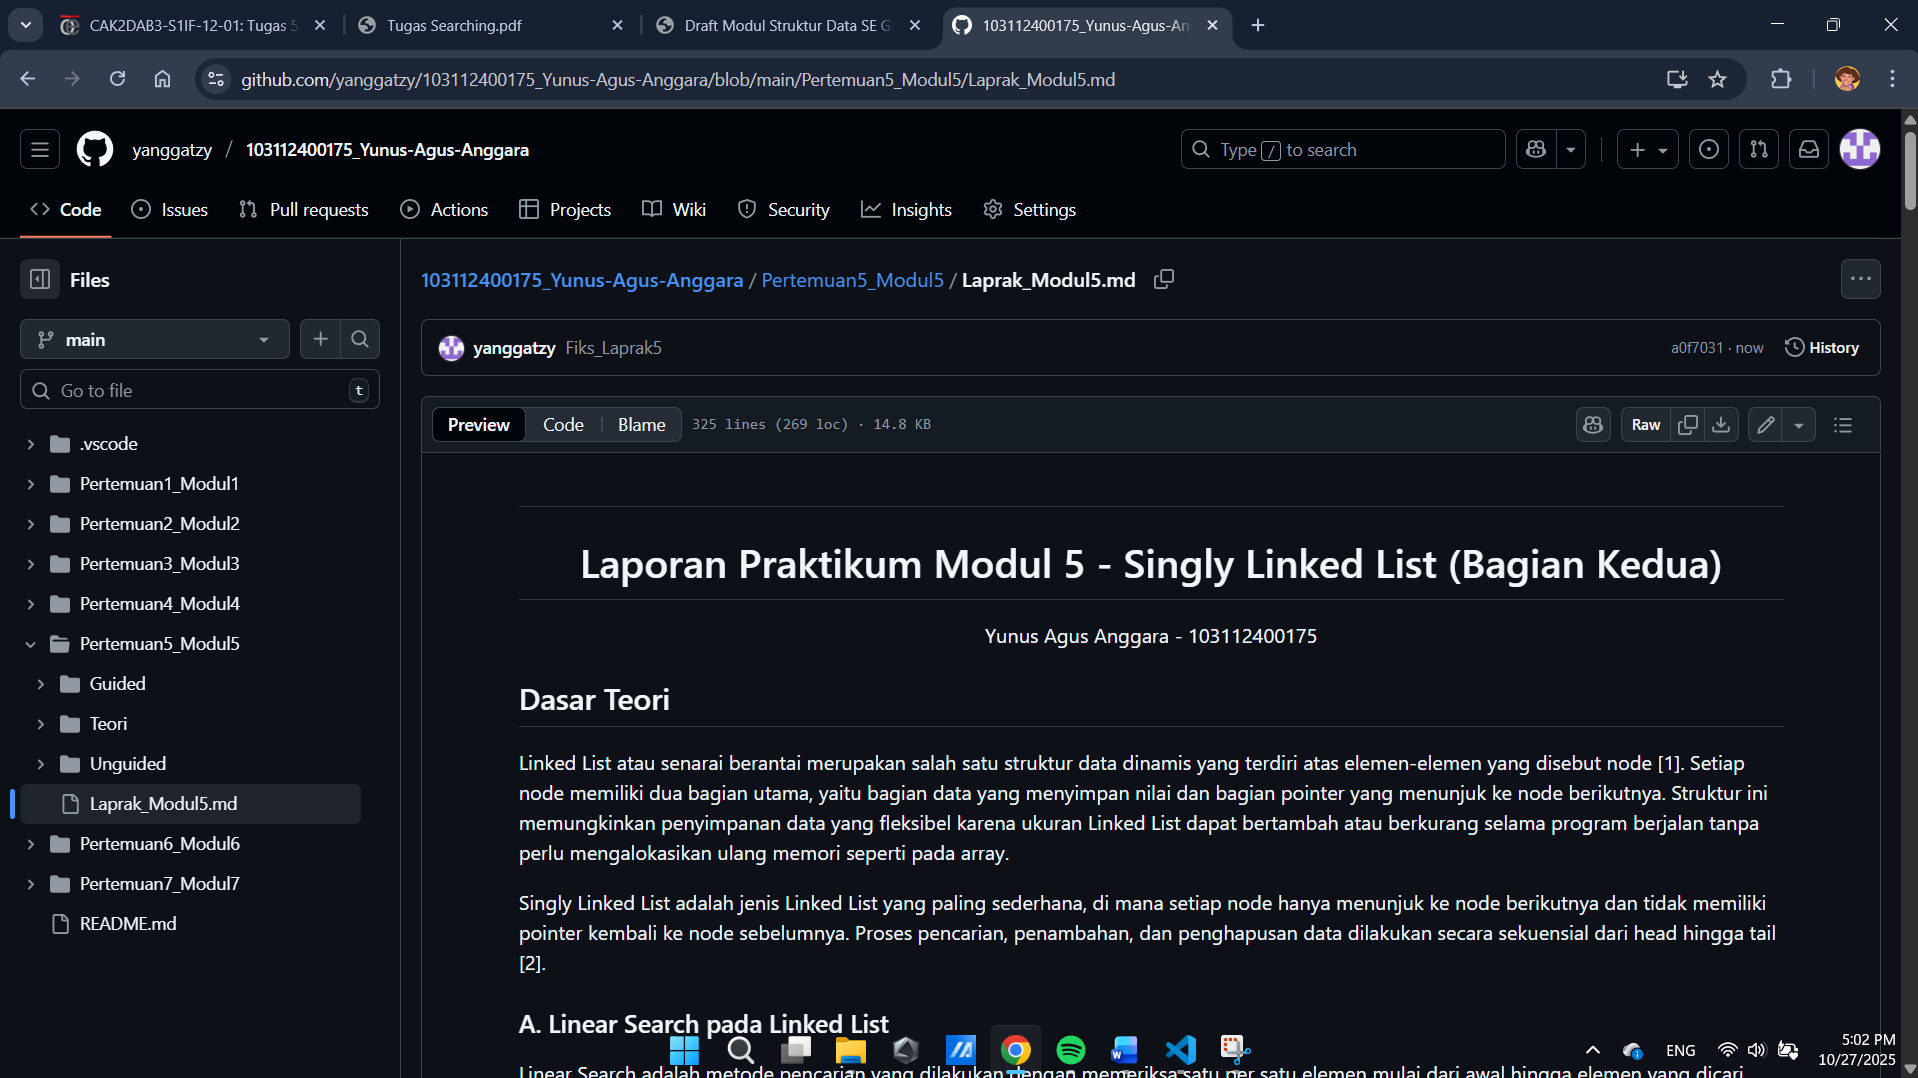 CAK2DAB3-S1IF-12-01: Tugas 5
Tugas Searching.pdf
Draft Modul Struktur Data SE G
103112400175_Yunus-Agus-An
github.com/yanggatzy/103112400175_Yunus-Agus-Anggara/blob/main/Pertemuan5_Modul5/Laprak_Modul5.md
yanggatzy / 103112400175_Yunus-Agus-Anggara
Type / to search
Code
Issues
Pull requests
Actions
Projects
Wiki
Security
Insights
Settings
Files
main
Go to file
t
.vscode
Pertemuan1_Modul1
Pertemuan2_Modul2
Pertemuan3_Modul3
Pertemuan4_Modul4
Pertemuan5_Modul5
Guided
Teori
Unguided
Laprak_Modul5.md
Pertemuan6_Modul6
Pertemuan7_Modul7
README.md
103112400175_Yunus-Agus-Anggara / Pertemuan5_Modul5 / Laprak_Modul5.md
yanggatzy Fiks_Laprak5
a0f7031 · now
History
Preview
Code
Blame
325 lines (269 loc) · 14.8 KB
Raw
Laporan Praktikum Modul 5 - Singly Linked List (Bagian Kedua)
Yunus Agus Anggara - 103112400175
Dasar Teori
Linked List atau senarai berantai merupakan salah satu struktur data dinamis yang terdiri atas elemen-elemen yang disebut node [1]. Setiap
node memiliki dua bagian utama, yaitu bagian data yang menyimpan nilai dan bagian pointer yang menunjuk ke node berikutnya. Struktur ini
memungkinkan penyimpanan data yang fleksibel karena ukuran Linked List dapat bertambah atau berkurang selama program berjalan tanpa
perlu mengalokasikan ulang memori seperti pada array.
Singly Linked List adalah jenis Linked List yang paling sederhana, di mana setiap node hanya menunjuk ke node berikutnya dan tidak memiliki
pointer kembali ke node sebelumnya. Proses pencarian, penambahan, dan penghapusan data dilakukan secara sekuensial dari head hingga tail
[2].
A. Linear Search pada Linked List
Linear Search adalah metode pencarian yang dilakukan dengan memeriksa satu per satu elemen mulai dari awal hingga elemen yang dicari
ENG
5:02 PM
10/27/2025